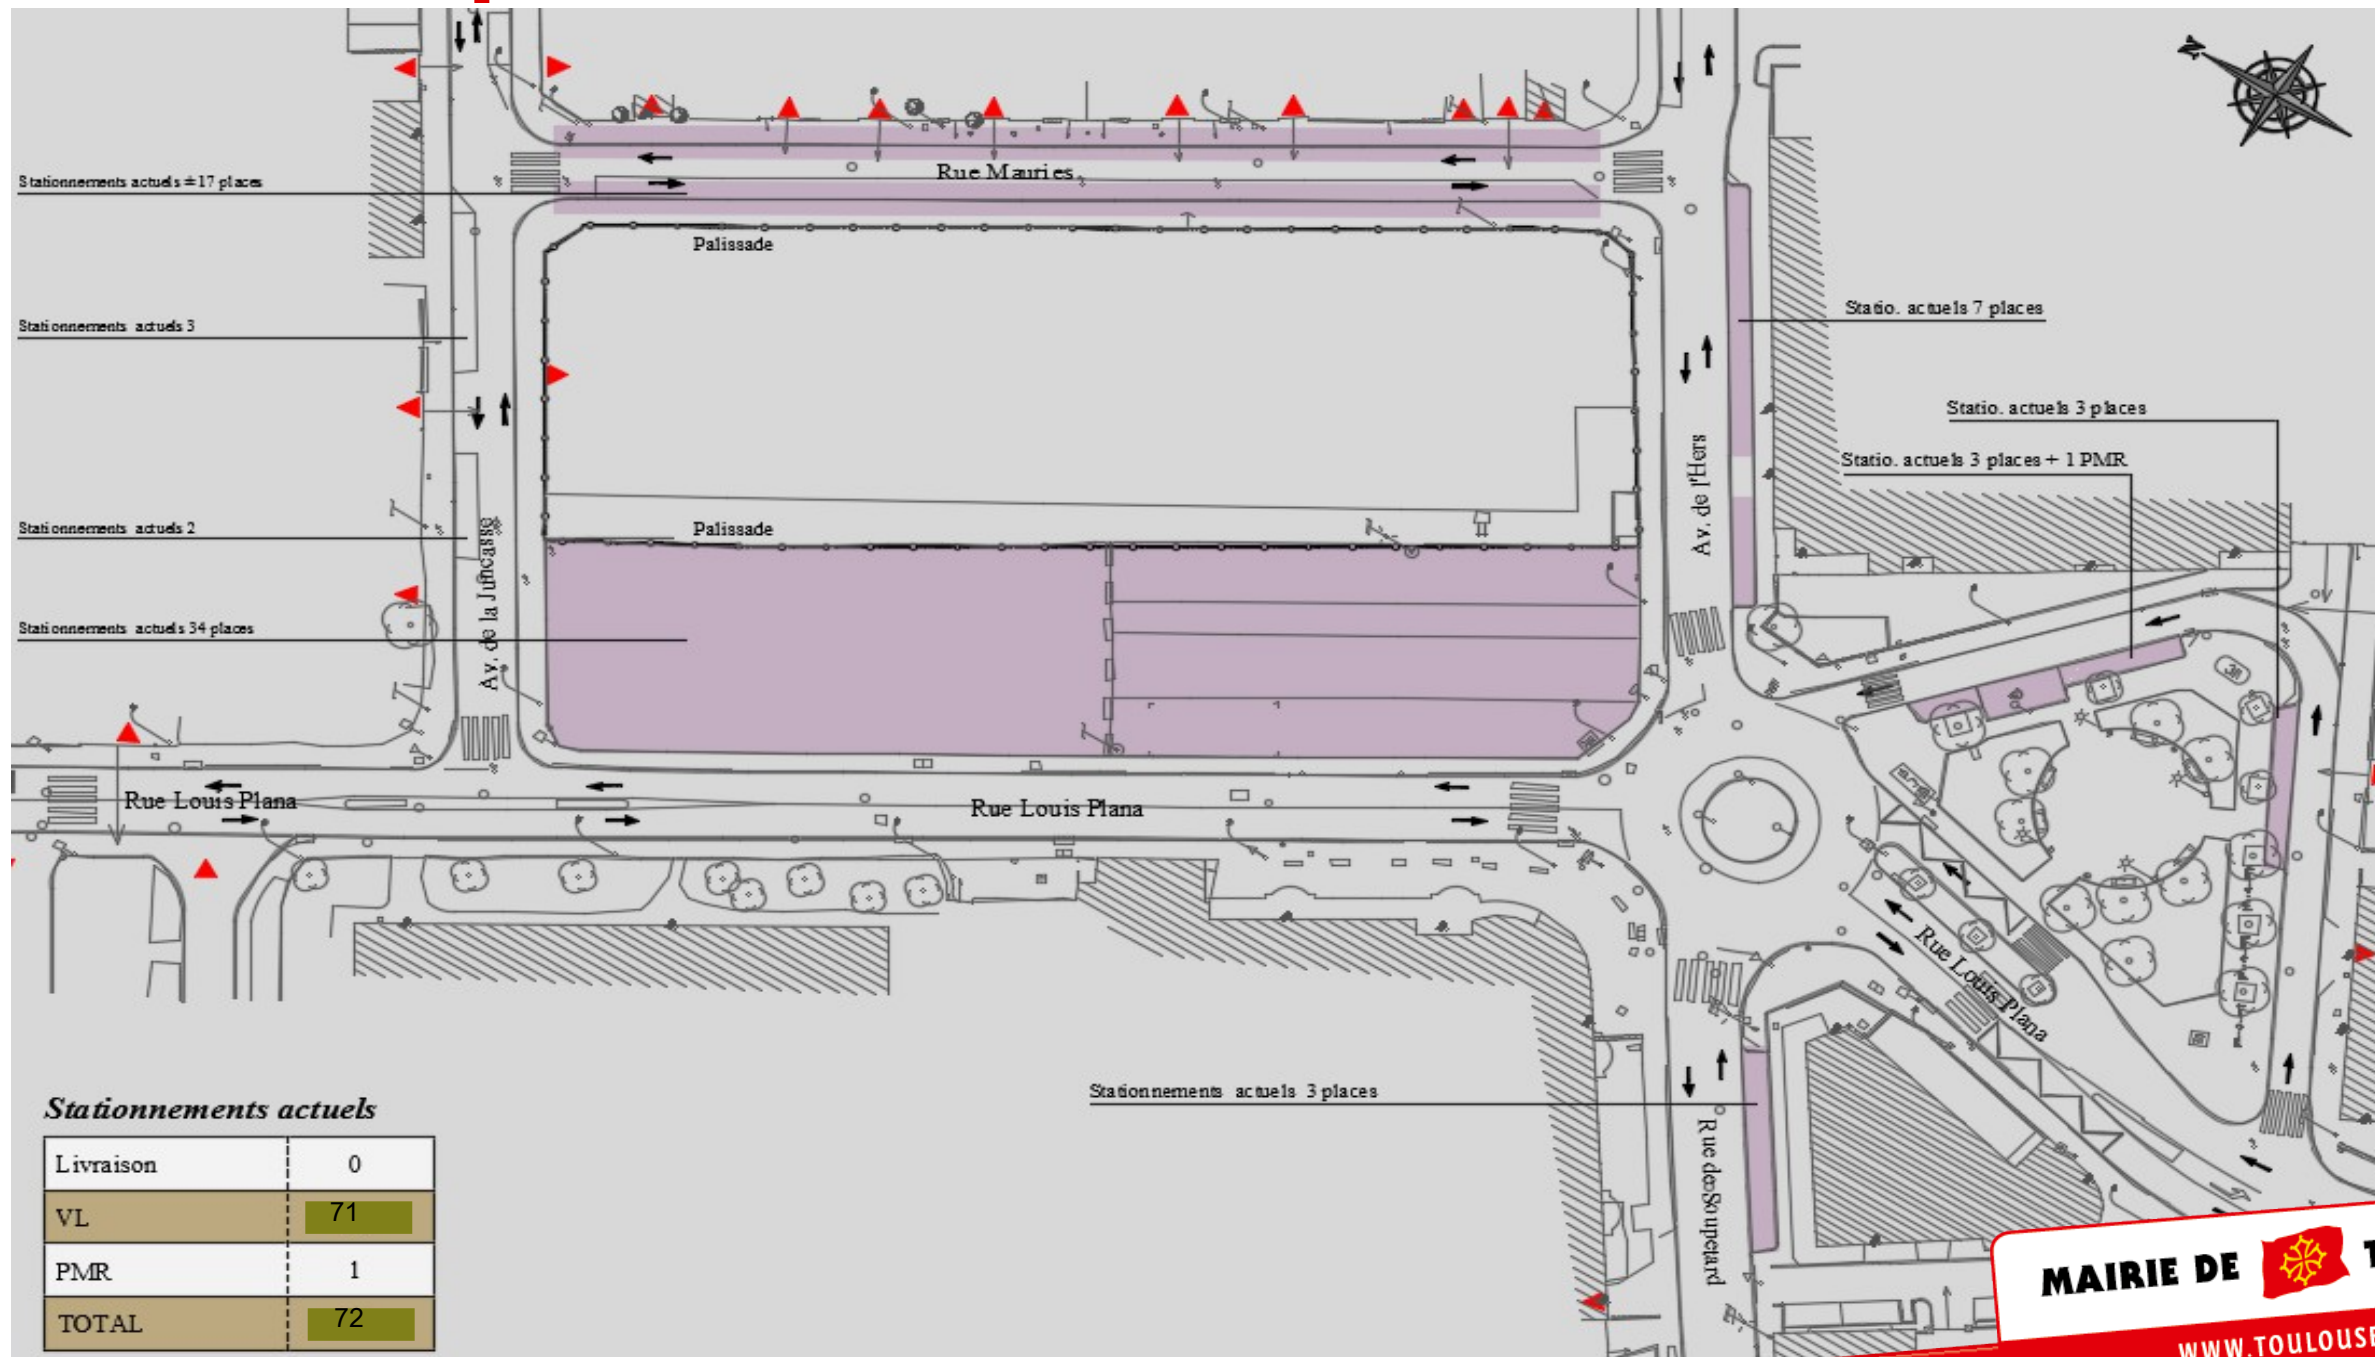 N
Rue Mauries
Stationnements actuels ±17 places
Palissade
Stationnements actuels 3
Statio. actuels 7 places
Statio. actuels 3 places
Statio. actuels 3 places + 1 PMR
Av. de l'Hers
Palissade
Stationnements actuels 2
Av. de la Juncasse
Stationnements actuels 34 places
Rue Louis Plana
Rue Louis Plana
Rue Louis Plana
Stationnements actuels 3 places
Rue de Soupetard
Stationnements actuels
Livraison 0
VL 71
PMR 1
TOTAL 72
MAIRIE DE T
WWW.TOULOUSE